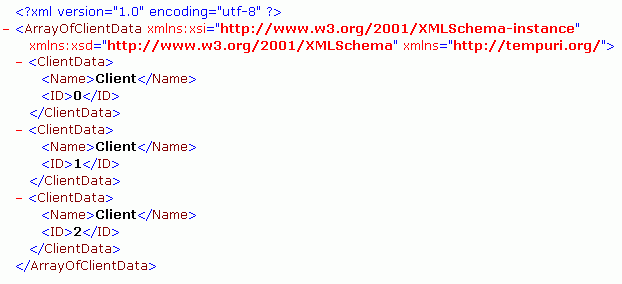 <?xml version="1.0" encoding="utf-8" ?>
- <ArrayOfClientData xmlns:xsi="http://www.w3.org/2001/XMLSchema-instance"
xmlns:xsd="http://www.w3.org/2001/XMLSchema" xmlns="http://tempuri.org/">
- <ClientData>
<Name>Client</Name>
<ID>0</ID>
</ClientData>
- <ClientData>
<Name>Client</Name>
<ID>1</ID>
</ClientData>
- <ClientData>
<Name>Client</Name>
<ID>2</ID>
</ClientData>
</ArrayOfClientData>